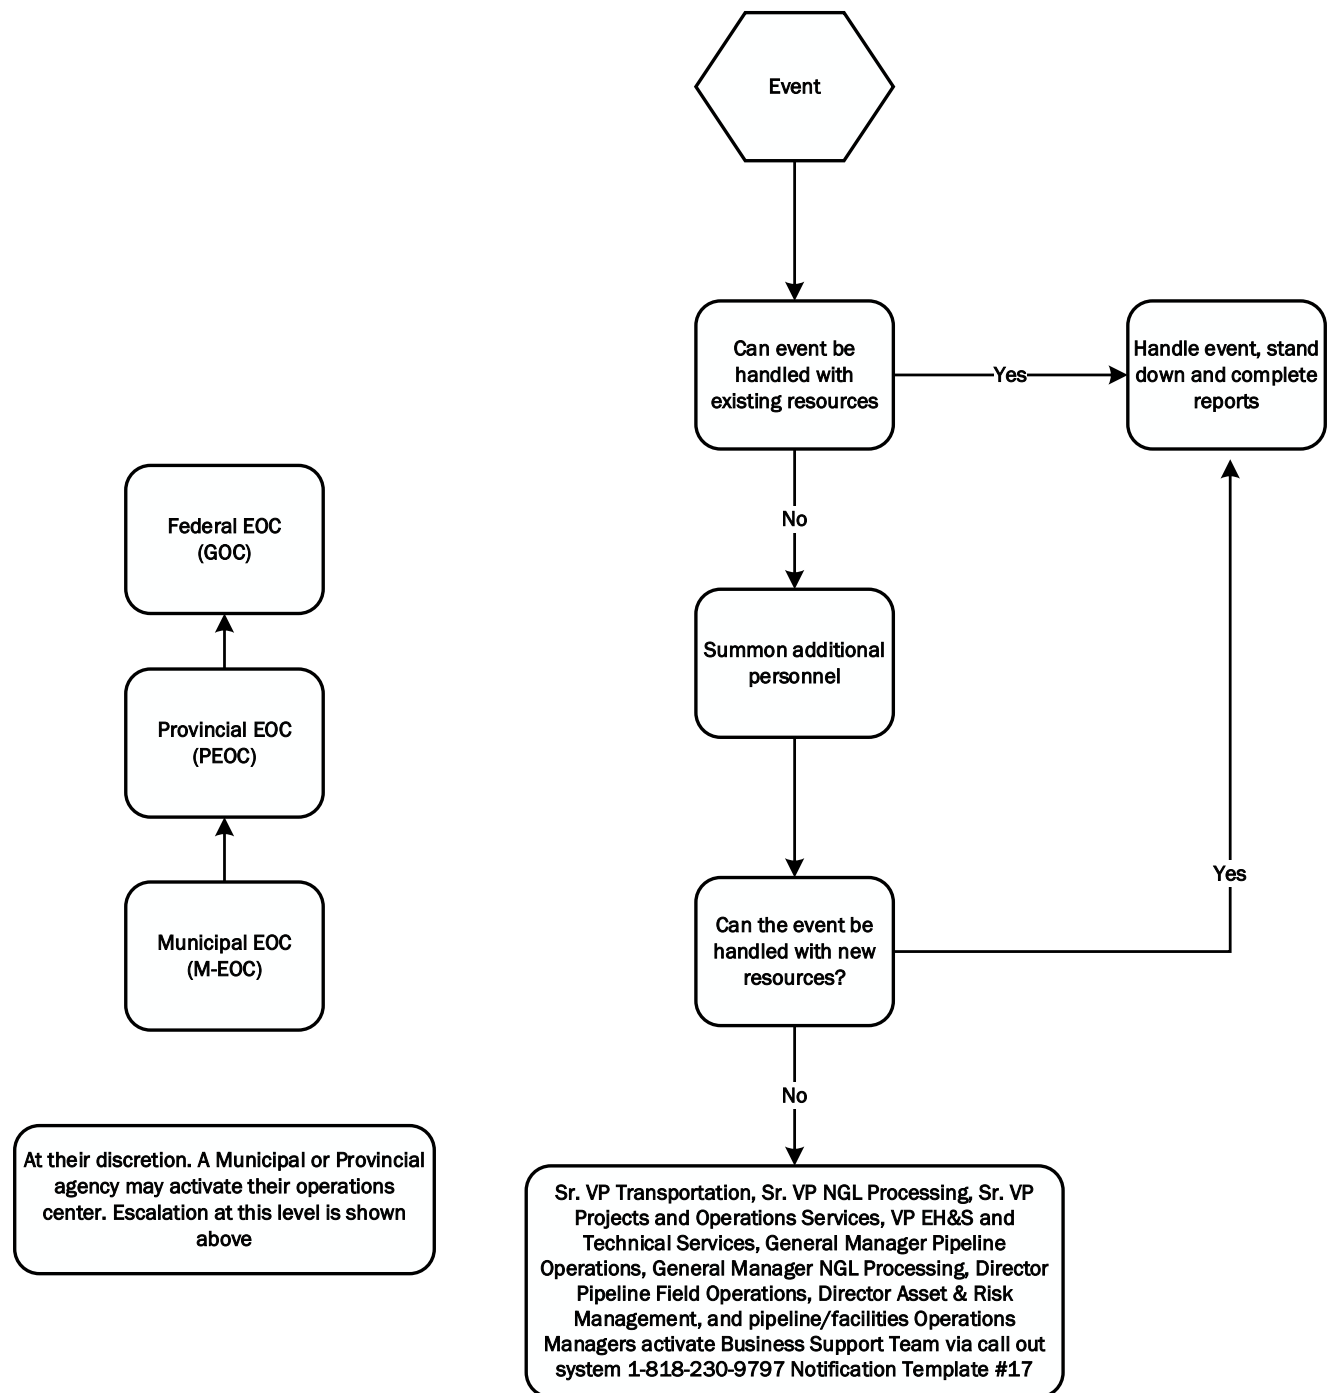 Event
Can event be
handled with
existing resources
Yes
Handle event, stand
down and complete
reports
No
Summon additional
personnel
Can the event be
handled with new
resources?
Yes
No
Sr. VP Transportation, Sr. VP NGL Processing, Sr. VP
Projects and Operations Services, VP EH&S and
Technical Services, General Manager Pipeline
Operations, General Manager NGL Processing, Director
Pipeline Field Operations, Director Asset & Risk
Management, and pipeline/facilities Operations
Managers activate Business Support Team via call out
system 1-818-230-9797 Notification Template #17
Federal EOC
(GOC)
Provincial EOC
(PEOC)
Municipal EOC
(M-EOC)
At their discretion. A Municipal or Provincial
agency may activate their operations
center. Escalation at this level is shown
above